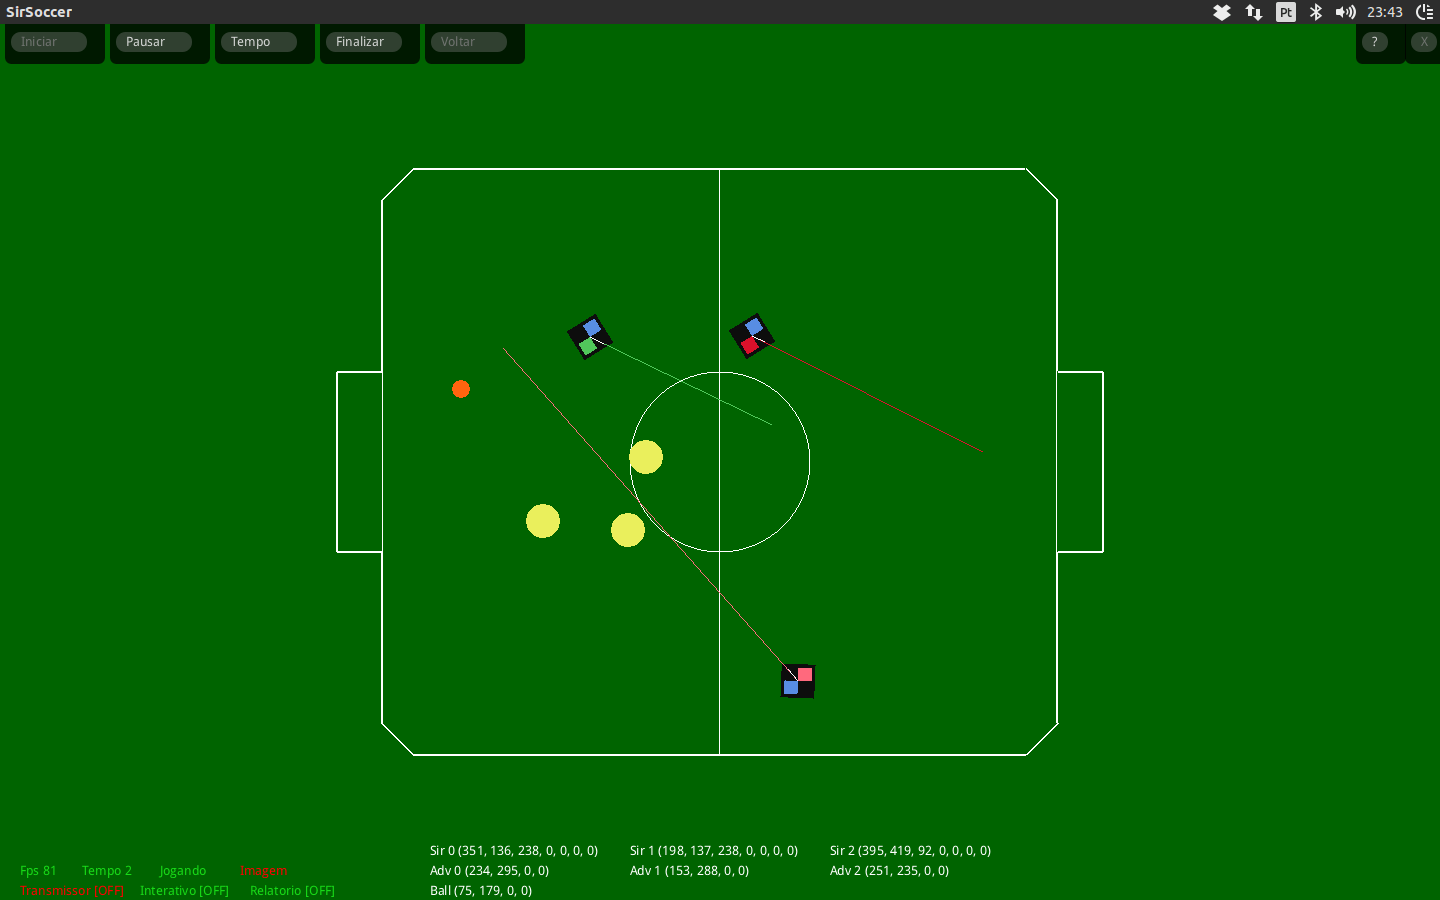 SirSoccer Pt 23:43
Iniciar Pausar Tempo Finalizar Voltar ? X
Sir 0 (351, 136, 238, 0, 0, 0, 0) Sir 1 (198, 137, 238, 0, 0, 0, 0) Sir 2 (395, 419, 92, 0, 0, 0, 0)
Fps 81 Tempo 2 Jogando Imagem Adv 0 (234, 295, 0, 0) Adv 1 (153, 288, 0, 0) Adv 2 (251, 235, 0, 0)
Transmissor [OFF] Interativo [OFF] Relatorio [OFF] Ball (75, 179, 0, 0)